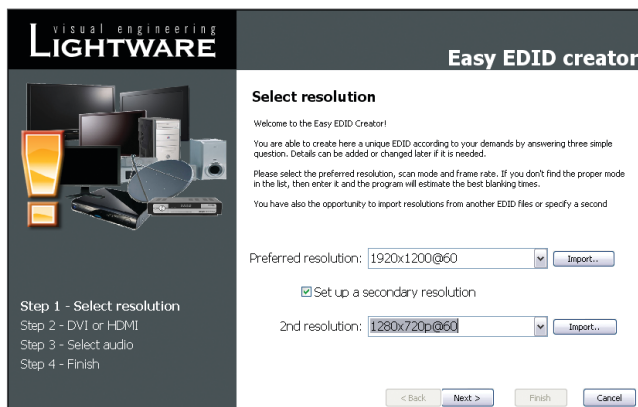 visual engineering
LIGHTWARE
Easy EDID creator
Select resolution
Welcome to the Easy EDID Creator!
You are able to create here a unique EDID according to your demands by answering three simple
question. Details can be added or changed later if it is needed.
Please select the preferred resolution, scan mode and frame rate. If you don't find the proper mode
in the list, then enter it and the program will estimate the best blanking times.
You have also the opportunity to import resolutions from another EDID files or specify a second
Preferred resolution: 1920x1200@60 Import..
Set up a secondary resolution
2nd resolution: 1280x720p@60 Import..
Step 1 - Select resolution
Step 2 - DVI or HDMI
Step 3 - Select audio
Step 4 - Finish
< Back Next > Finish Cancel